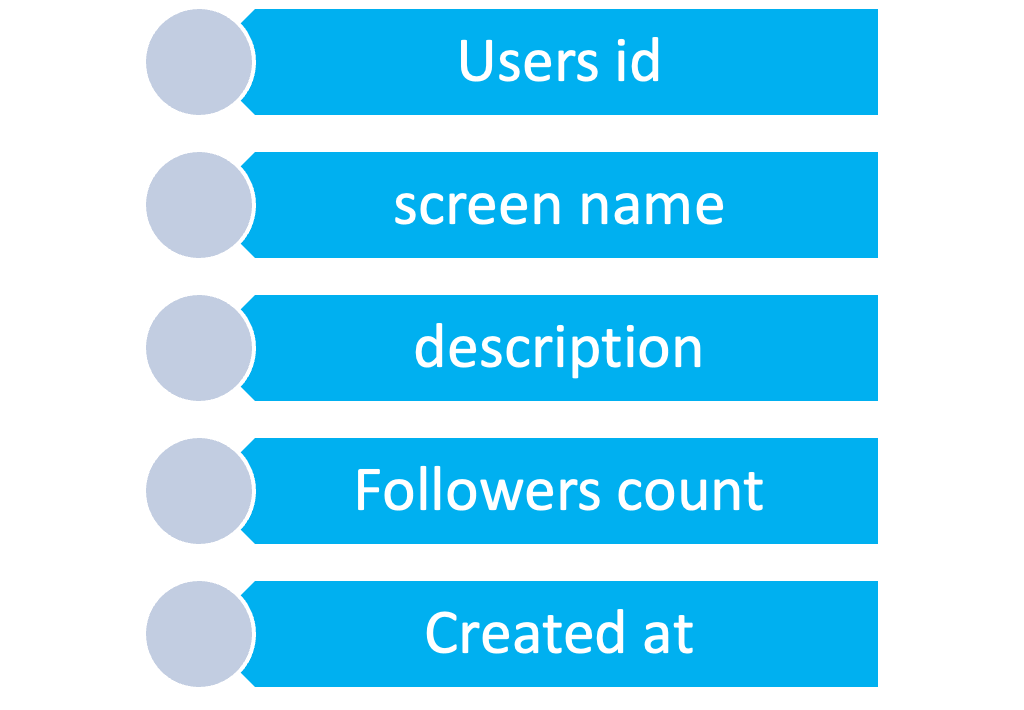 Users id
screen name
description
Followers count
Created at